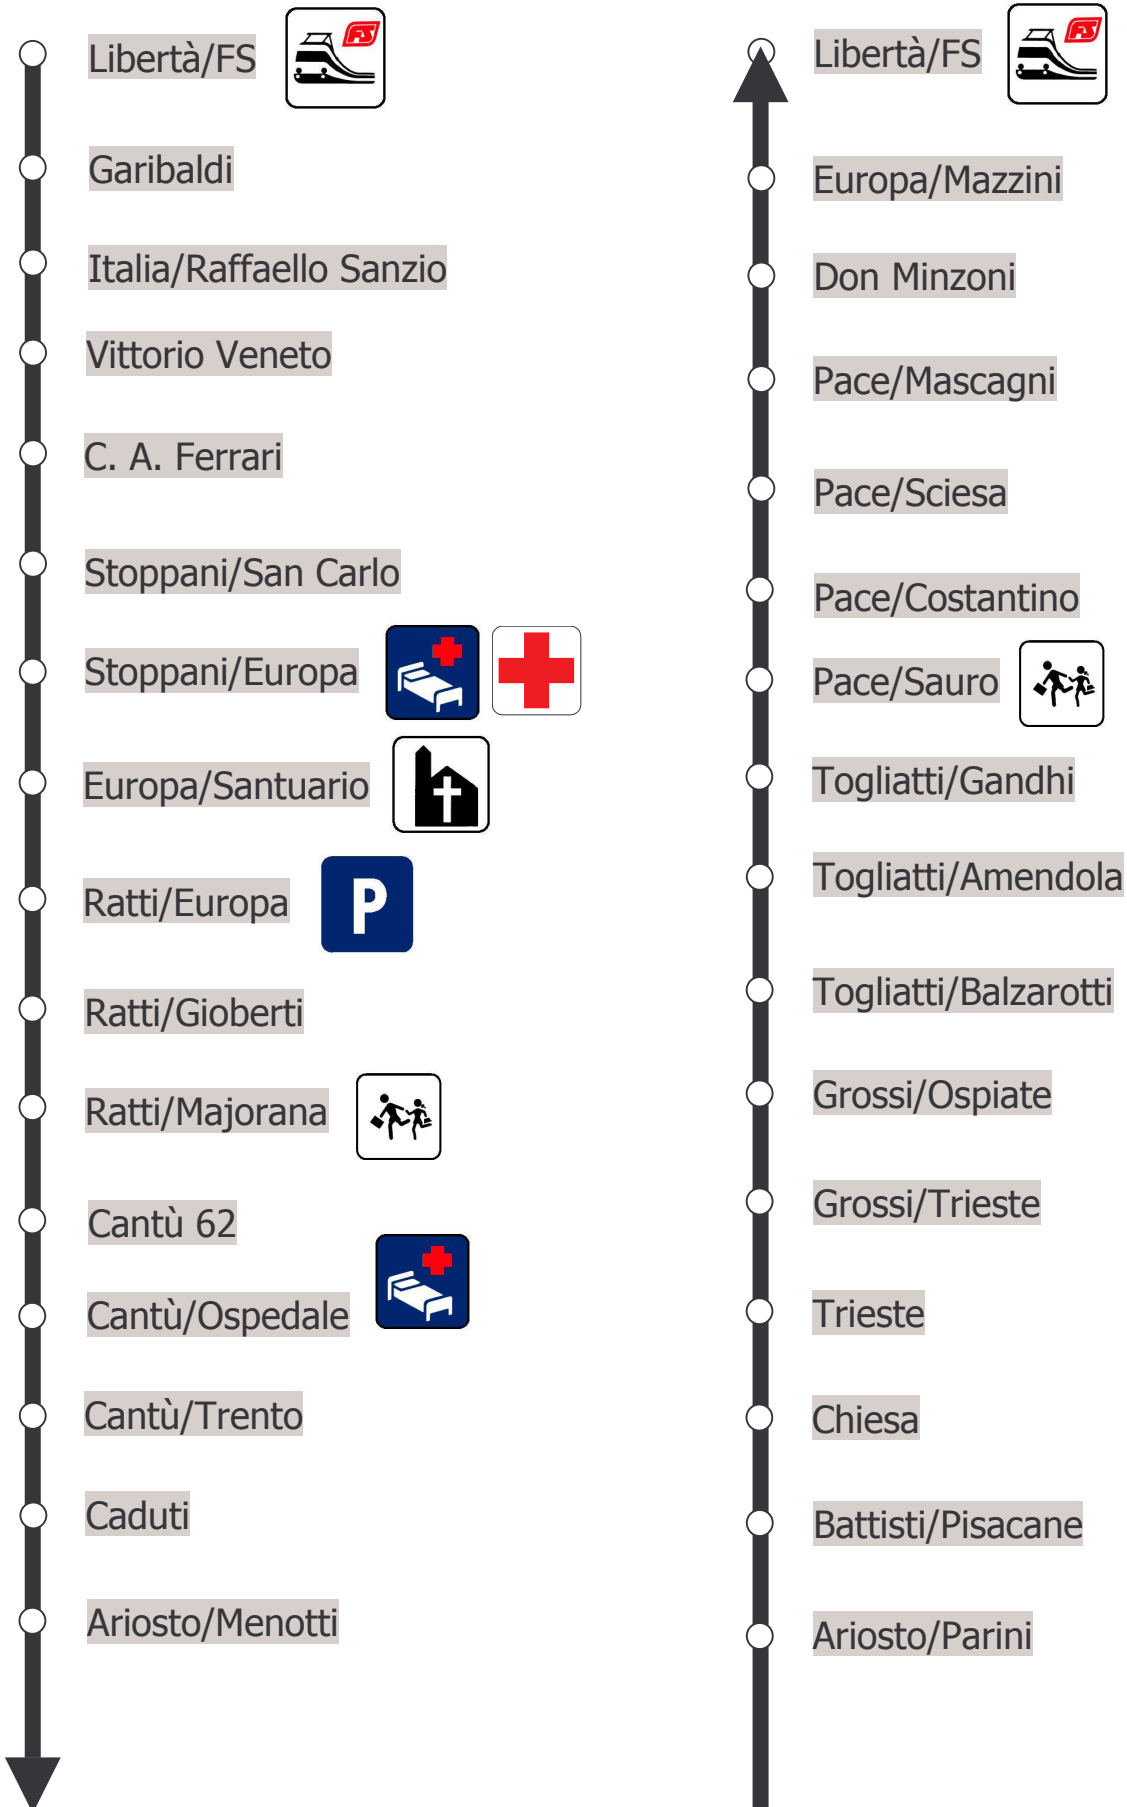 Libertà/FS
FS
Garibaldi
Italia/Raffaello Sanzio
Vittorio Veneto
C. A. Ferrari
Stoppani/San Carlo
Stoppani/Europa
Europa/Santuario
Ratti/Europa
P
Ratti/Gioberti
Ratti/Majorana
Cantù 62
Cantù/Ospedale
Cantù/Trento
Caduti
Ariosto/Menotti
Libertà/FS
FS
Europa/Mazzini
Don Minzoni
Pace/Mascagni
Pace/Sciesa
Pace/Costantino
Pace/Sauro
Togliatti/Gandhi
Togliatti/Amendola
Togliatti/Balzarotti
Grossi/Ospiate
Grossi/Trieste
Trieste
Chiesa
Battisti/Pisacane
Ariosto/Parini